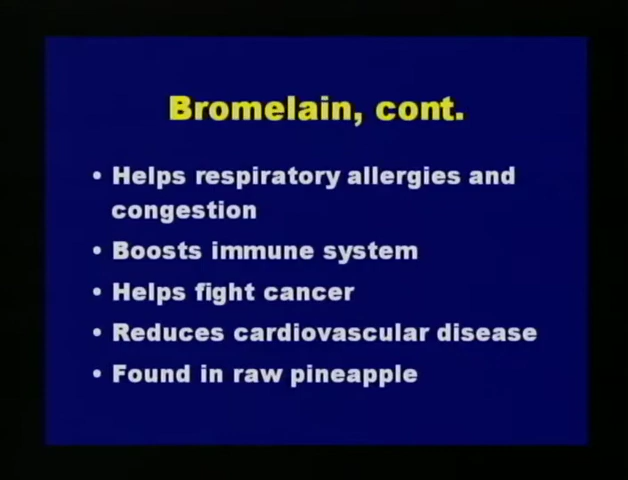 Bromelain, cont.
• Helps respiratory allergies and
congestion
• Boosts immune system
• Helps fight cancer
• Reduces cardiovascular disease
• Found in raw pineapple